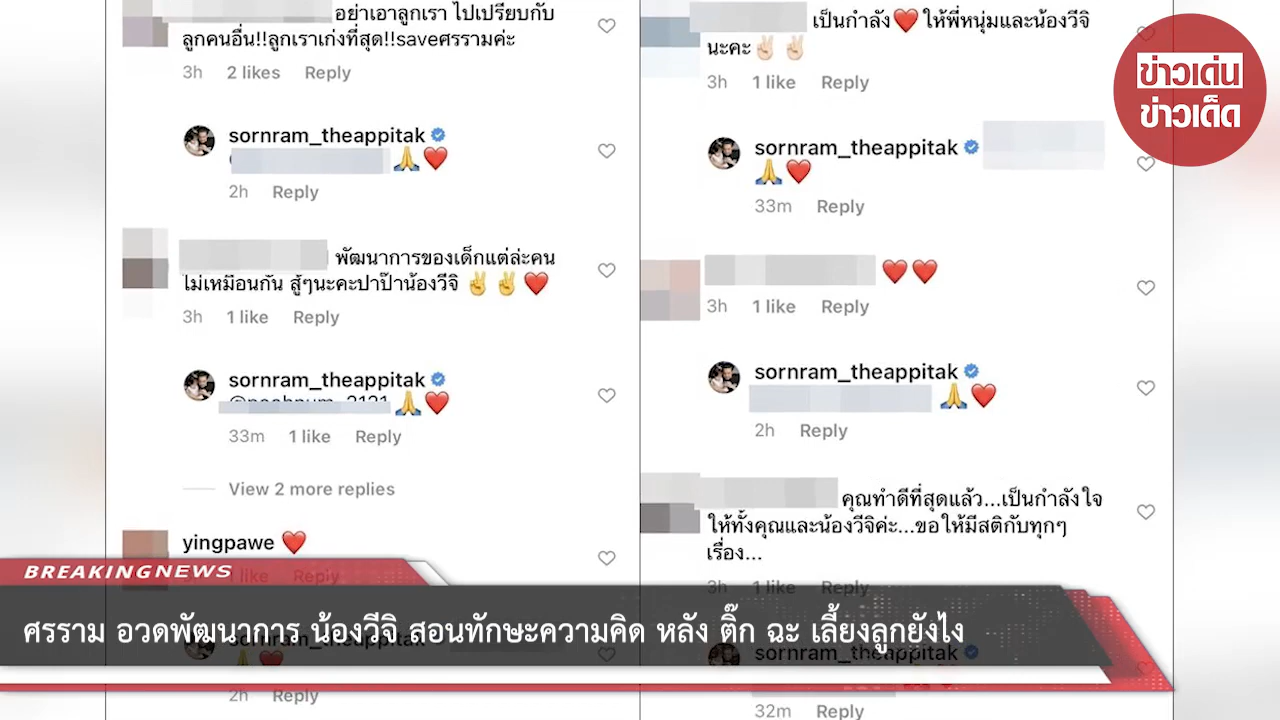 อย่าเอาลูกเรา ไปเปรียบกับ
ลูกคนอื่น!!ลูกเราเก่งที่สุด!!saveศรรามค่ะ
3h 2 likes Reply
sornram_theappitak
🙏❤️
2h Reply
พัฒนาการของเด็กแต่ล่ะคน
ไม่เหมือนกัน สู้ๆนะคะปาป๊าน้องวีจิ ✌️✌️❤️
3h 1 like Reply
sornram_theappitak
🙏❤️
33m 1 like Reply
View 2 more replies
yingpawe ❤️
1 like Reply
sornram_theappitak
2h Reply
เป็นกำลัง❤️ ให้พี่หนุ่มและน้องวีจิ
นะคะ✌🏻✌🏻
3h 1 like Reply
sornram_theappitak
🙏❤️
33m Reply
❤️❤️
3h 1 like Reply
sornram_theappitak
🙏❤️
2h Reply
คุณทำดีที่สุดแล้ว...เป็นกำลังใจ
ให้ทั้งคุณและน้องวีจิค่ะ...ขอให้มีสติกับทุกๆ
เรื่อง...
3h 1 like Reply
sornram_theappitak
32m Reply
ข่าวเด่น
ข่าวเด็ด
BREAKING NEWS
ศรราม อวดพัฒนาการ น้องวีจิ สอนทักษะความคิด หลัง ติ๊ก ฉะ เลี้ยงลูกยังไง